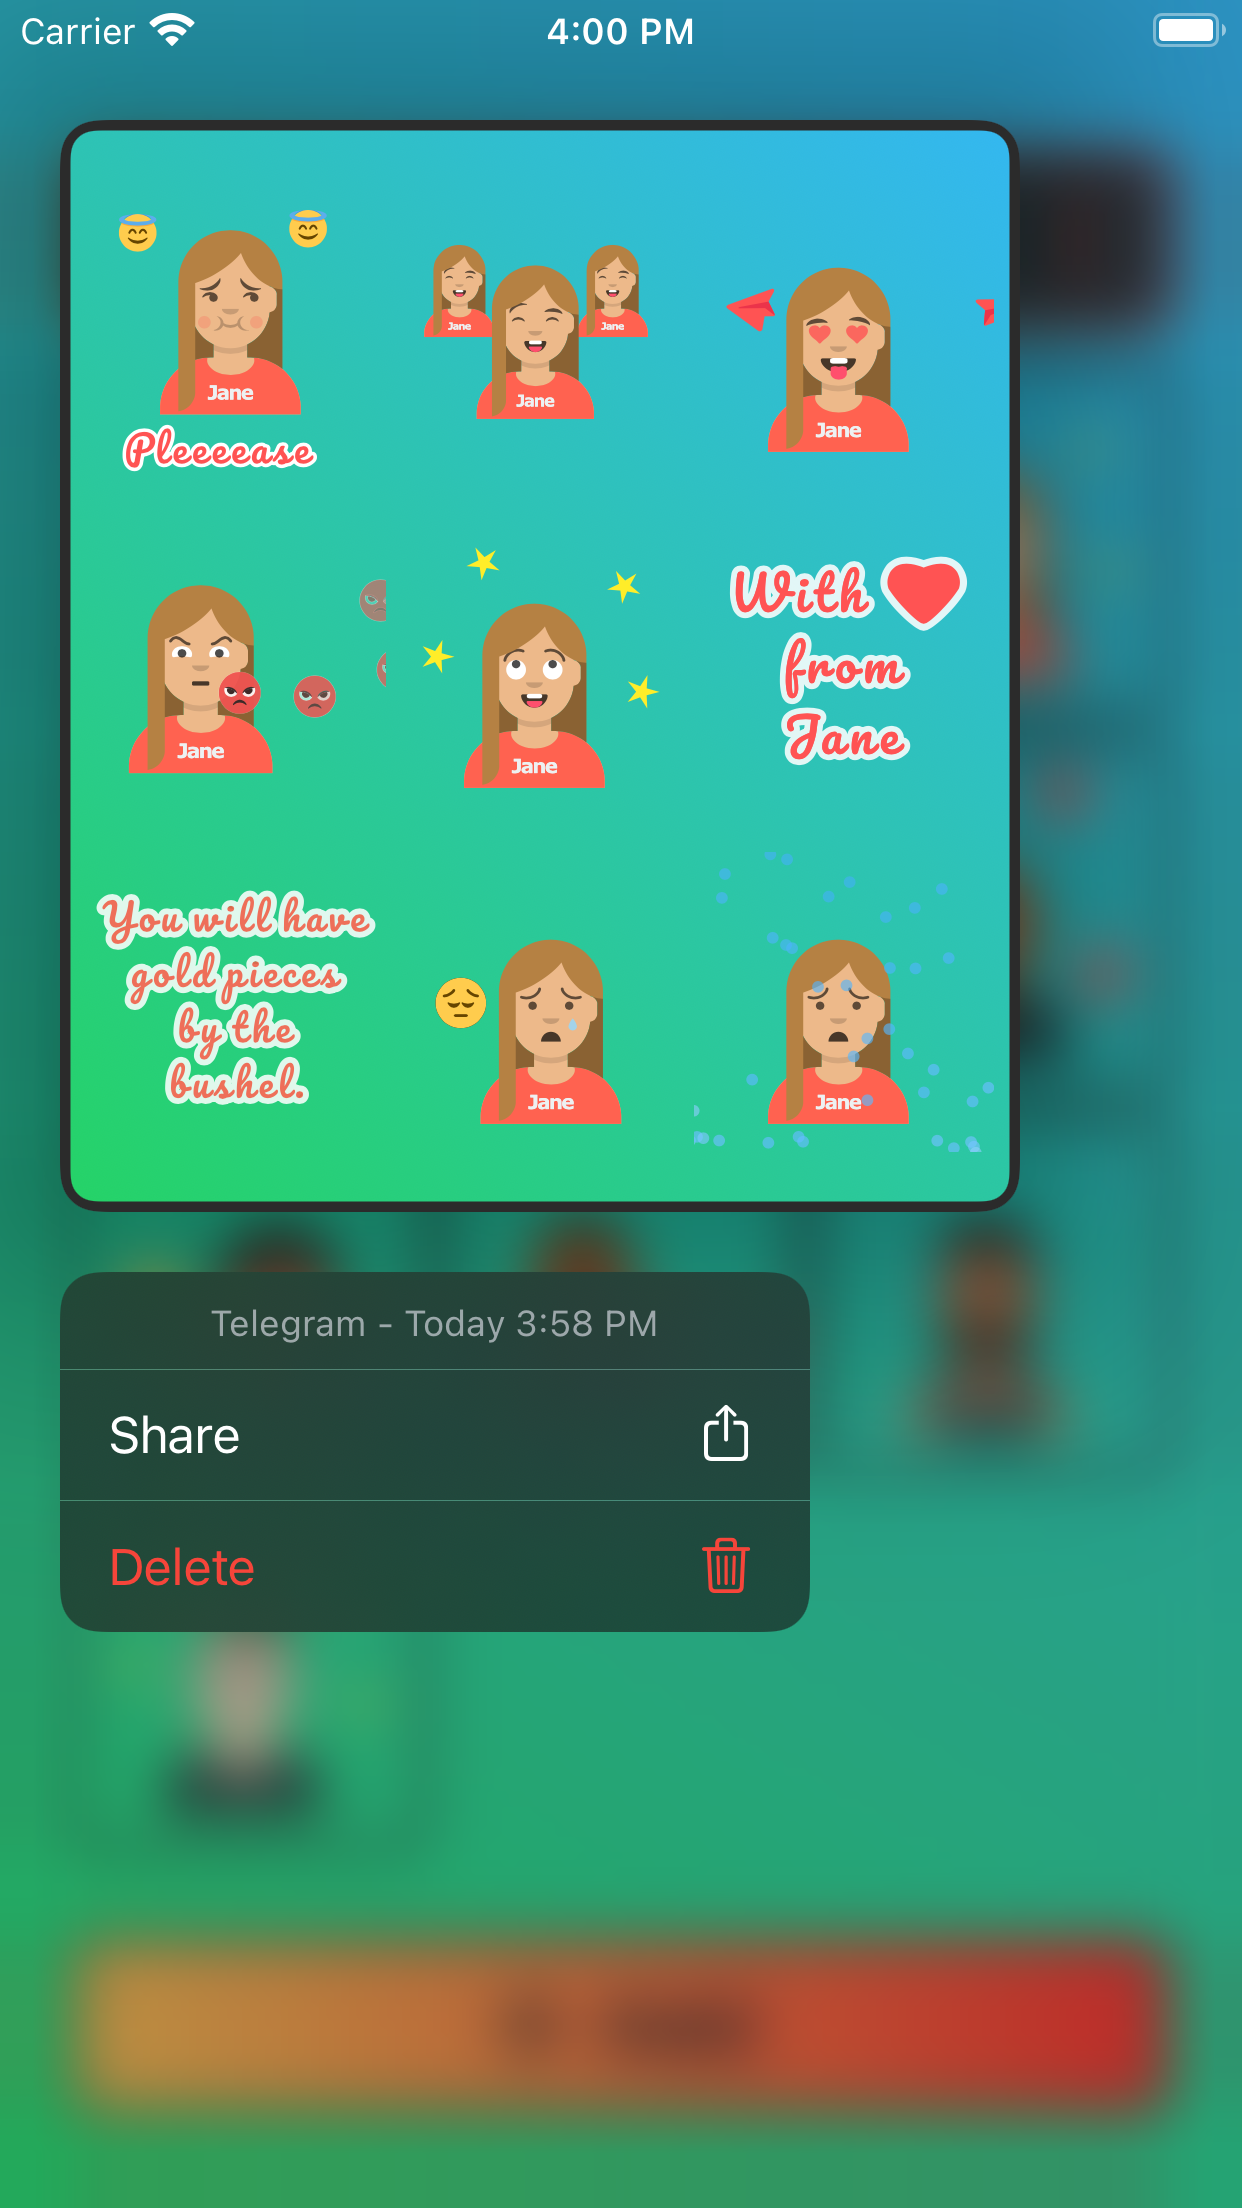 Carrier 4:00 PM
Jane
Pleeeease
Jane Jane
Jane
Jane
Jane
Jane
With
from
Jane
You will have
gold pieces
by the
bushel.
Jane
Jane
Telegram - Today 3:58 PM
Share
Delete